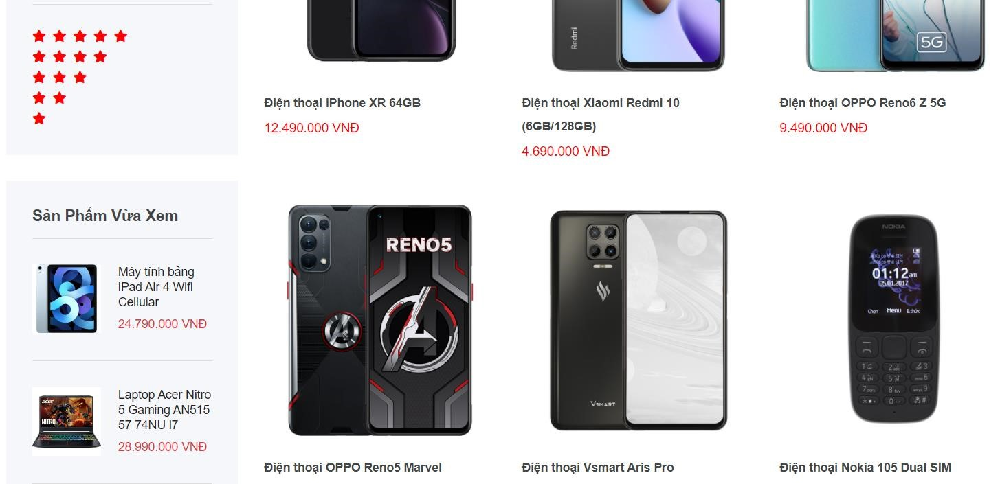 Redmi
5G
Điện thoại iPhone XR 64GB
12.490.000 VNĐ
Điện thoại Xiaomi Redmi 10
(6GB/128GB)
4.690.000 VNĐ
Điện thoại OPPO Reno6 Z 5G
9.490.000 VNĐ
Sản Phẩm Vừa Xem
Máy tính bảng
iPad Air 4 Wifi
Cellular
24.790.000 VNĐ
acer
NITRO
Laptop Acer Nitro
5 Gaming AN515
57 74NU i7
28.990.000 VNĐ
RENO5
Điện thoại OPPO Reno5 Marvel
VSMART
Điện thoại Vsmart Aris Pro
NOKIA
01:12am
05.01.2017
Chọn Menu B.thức
Điện thoại Nokia 105 Dual SIM